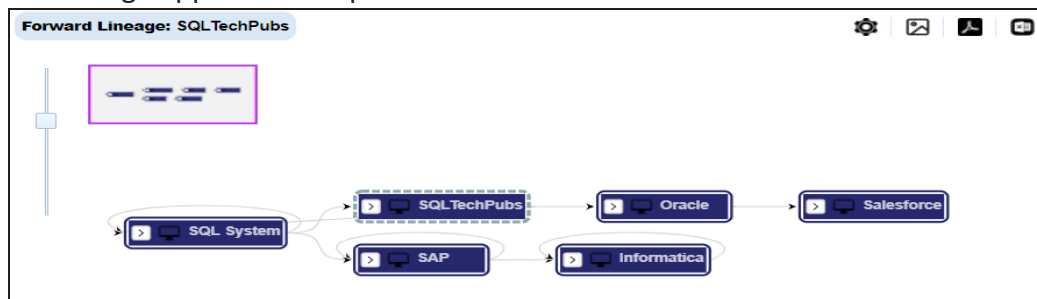 Forward Lineage: SQLTechPubs
SQLTechPubs
Oracle
Salesforce
SQL System
SAP
Informatica